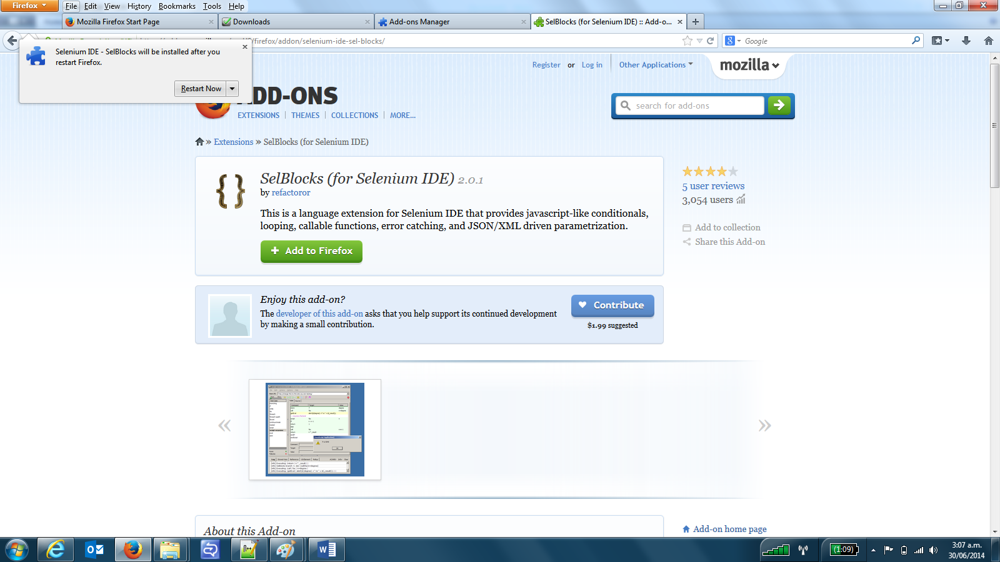 Firefox
File Edit View History Bookmarks Tools Help
Mozilla Firefox Start Page
Downloads
Add-ons Manager
SelBlocks (for Selenium IDE) :: Add-o...
/firefox/addon/selenium-ide-sel-blocks/
Google
Selenium IDE - SelBlocks will be installed after you
restart Firefox.
Restart Now
Register or Log in
Other Applications
mozilla
ADD-ONS
EXTENSIONS | THEMES | COLLECTIONS | MORE...
search for add-ons
» Extensions » SelBlocks (for Selenium IDE)
SelBlocks (for Selenium IDE) 2.0.1
by refactoror
This is a language extension for Selenium IDE that provides javascript-like conditionals,
looping, callable functions, error catching, and JSON/XML driven parametrization.
+ Add to Firefox
5 user reviews
3,054 users
Add to collection
Share this Add-on
Enjoy this add-on?
The developer of this add-on asks that you help support its continued development
by making a small contribution.
Contribute
$1.99 suggested
About this Add-on
Add-on home page
(1:09)
3:07 a.m.
30/06/2014